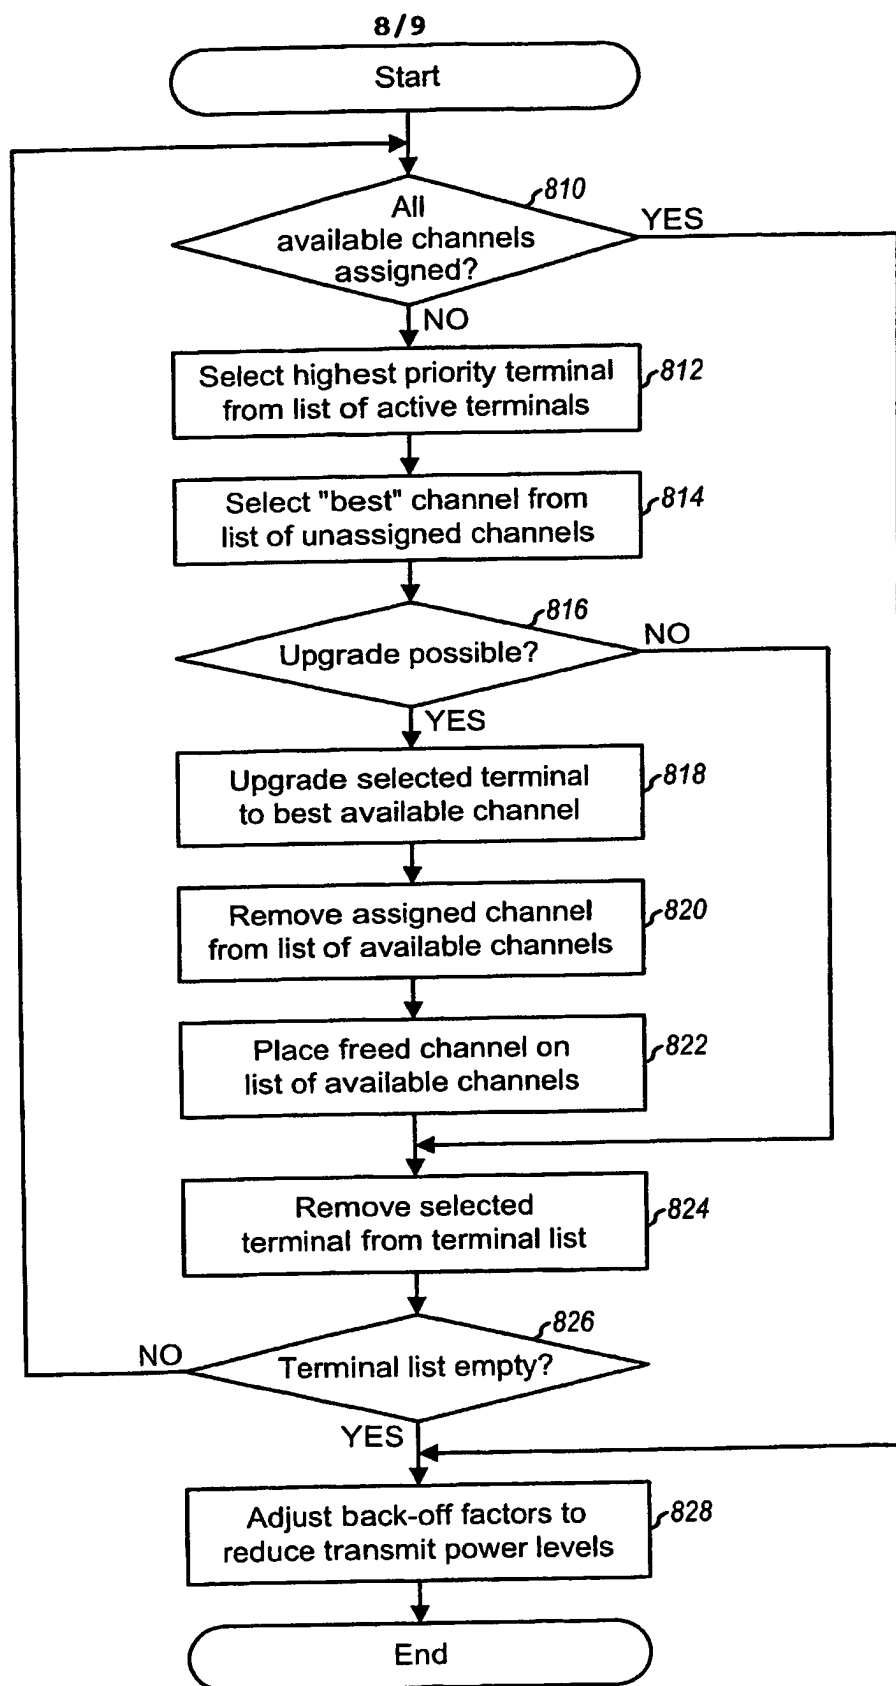 8/9
Start
810
All
available channels
assigned?
YES
NO
Select highest priority terminal
from list of active terminals
812
Select "best" channel from
list of unassigned channels
814
816
Upgrade possible?
NO
YES
Upgrade selected terminal
to best available channel
818
Remove assigned channel
from list of available channels
820
Place freed channel on
list of available channels
822
Remove selected
terminal from terminal list
824
826
NO
Terminal list empty?
YES
Adjust back-off factors to
reduce transmit power levels
828
End